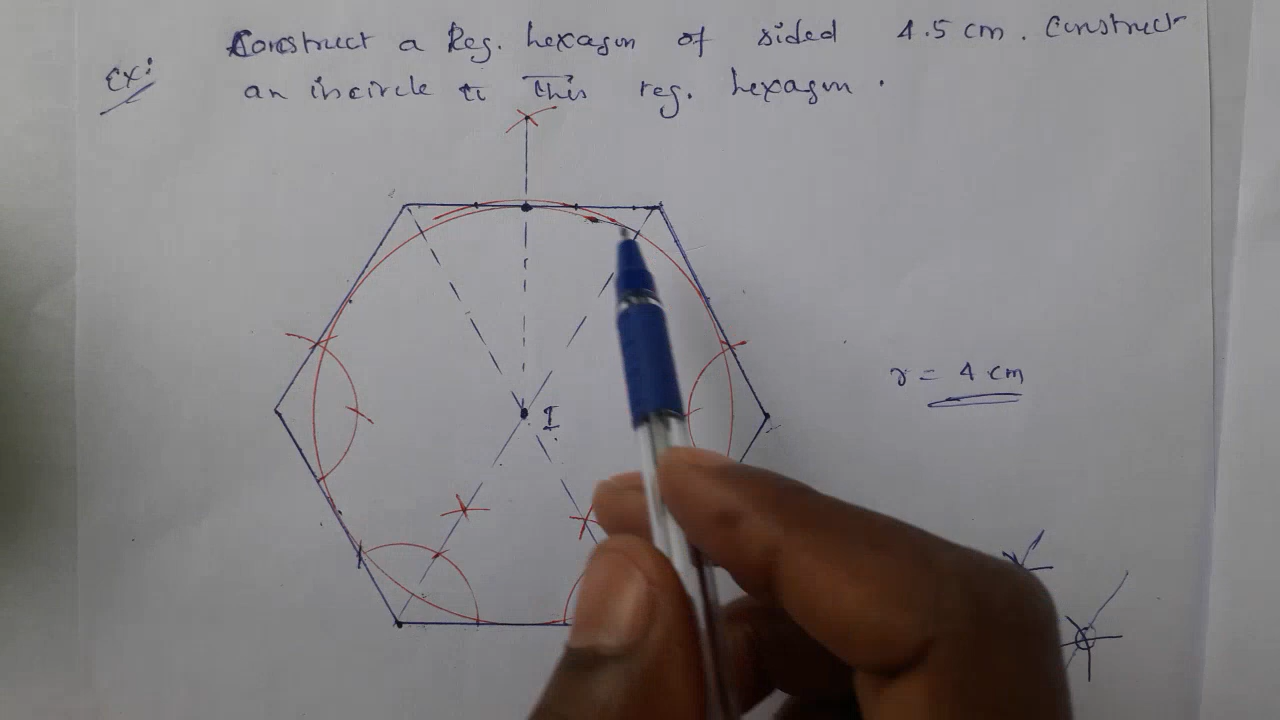 Ex: Construct a Reg. hexagon of sided 4.5 cm. Construct
an incircle to this reg. hexagon.
r = 4 cm
I